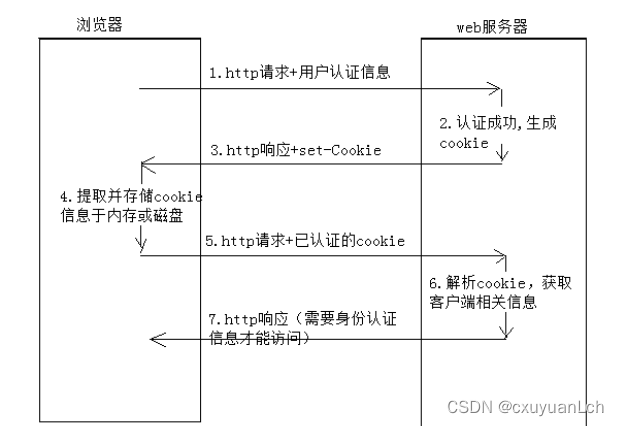 浏览器
web服务器
1.http请求+用户认证信息
2.认证成功,生成
cookie
3.http响应+set-Cookie
4.提取并存储cookie
信息于内存或磁盘
5.http请求+已认证的cookie
6.解析cookie，获取
客户端相关信息
7.http响应（需要身份认证
信息才能访问）
CSDN @cxuyuanLch